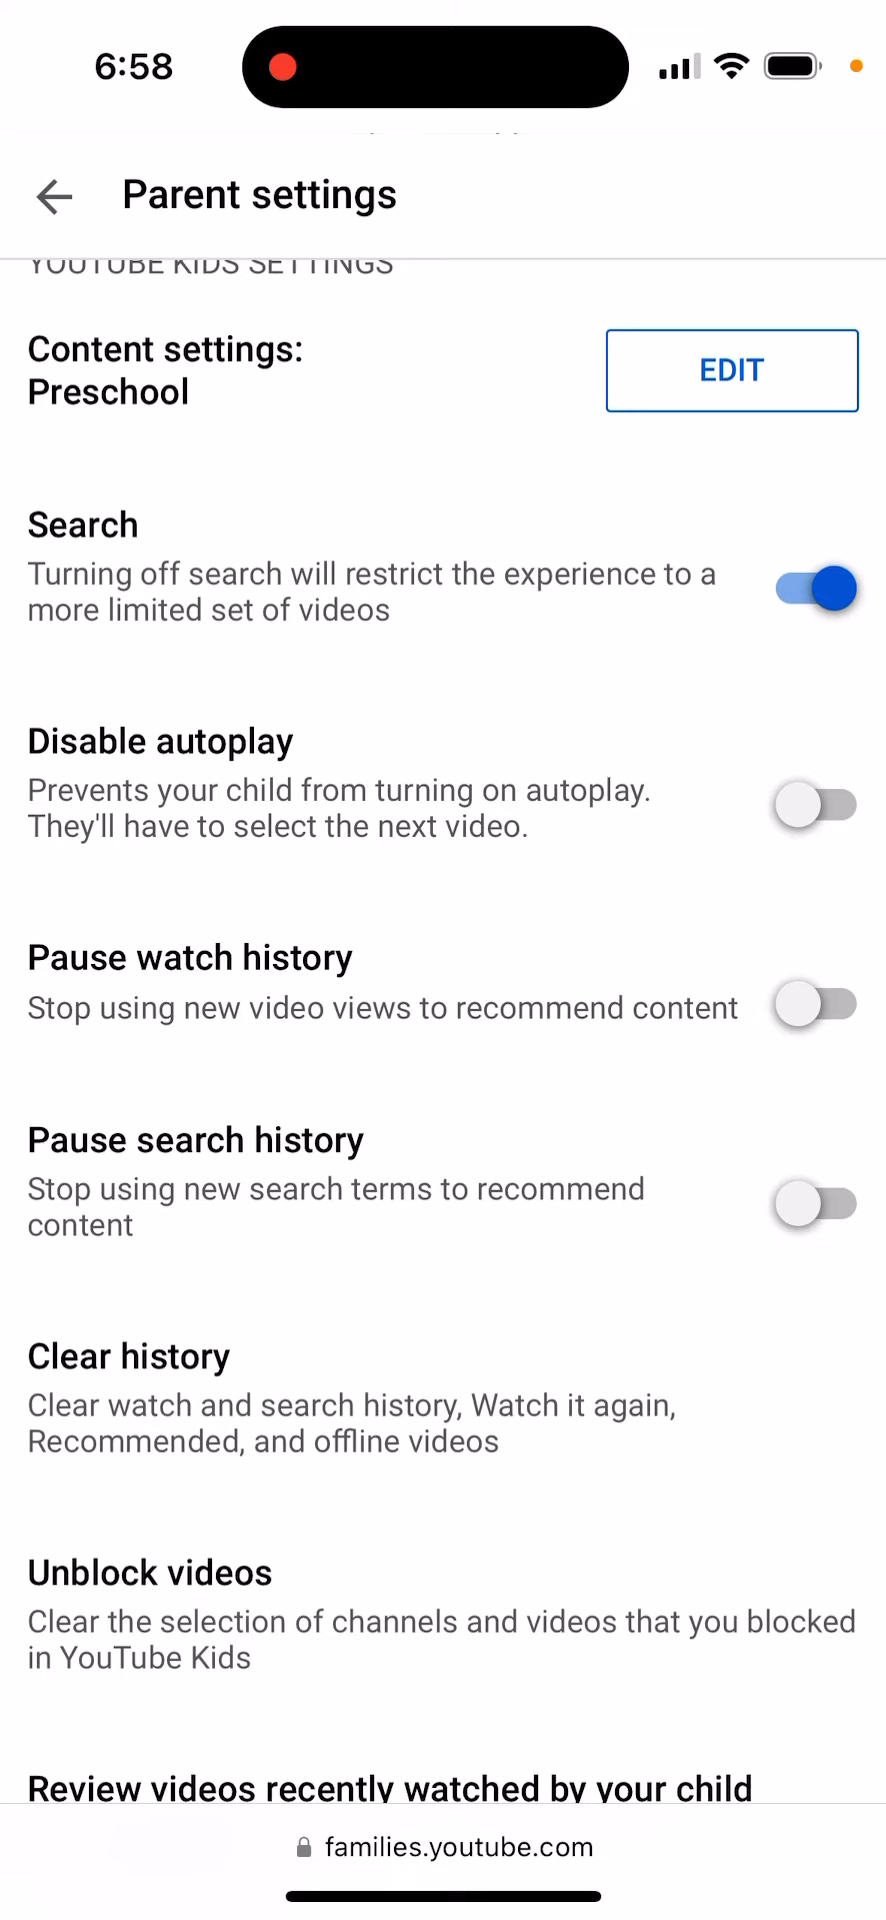 6:58
Parent settings
YOUTUBE KIDS SETTINGS
Content settings:
Preschool
EDIT
Search
Turning off search will restrict the experience to a
more limited set of videos
Disable autoplay
Prevents your child from turning on autoplay.
They'll have to select the next video.
Pause watch history
Stop using new video views to recommend content
Pause search history
Stop using new search terms to recommend
content
Clear history
Clear watch and search history, Watch it again,
Recommended, and offline videos
Unblock videos
Clear the selection of channels and videos that you blocked
in YouTube Kids
Review videos recently watched by your child
families.youtube.com